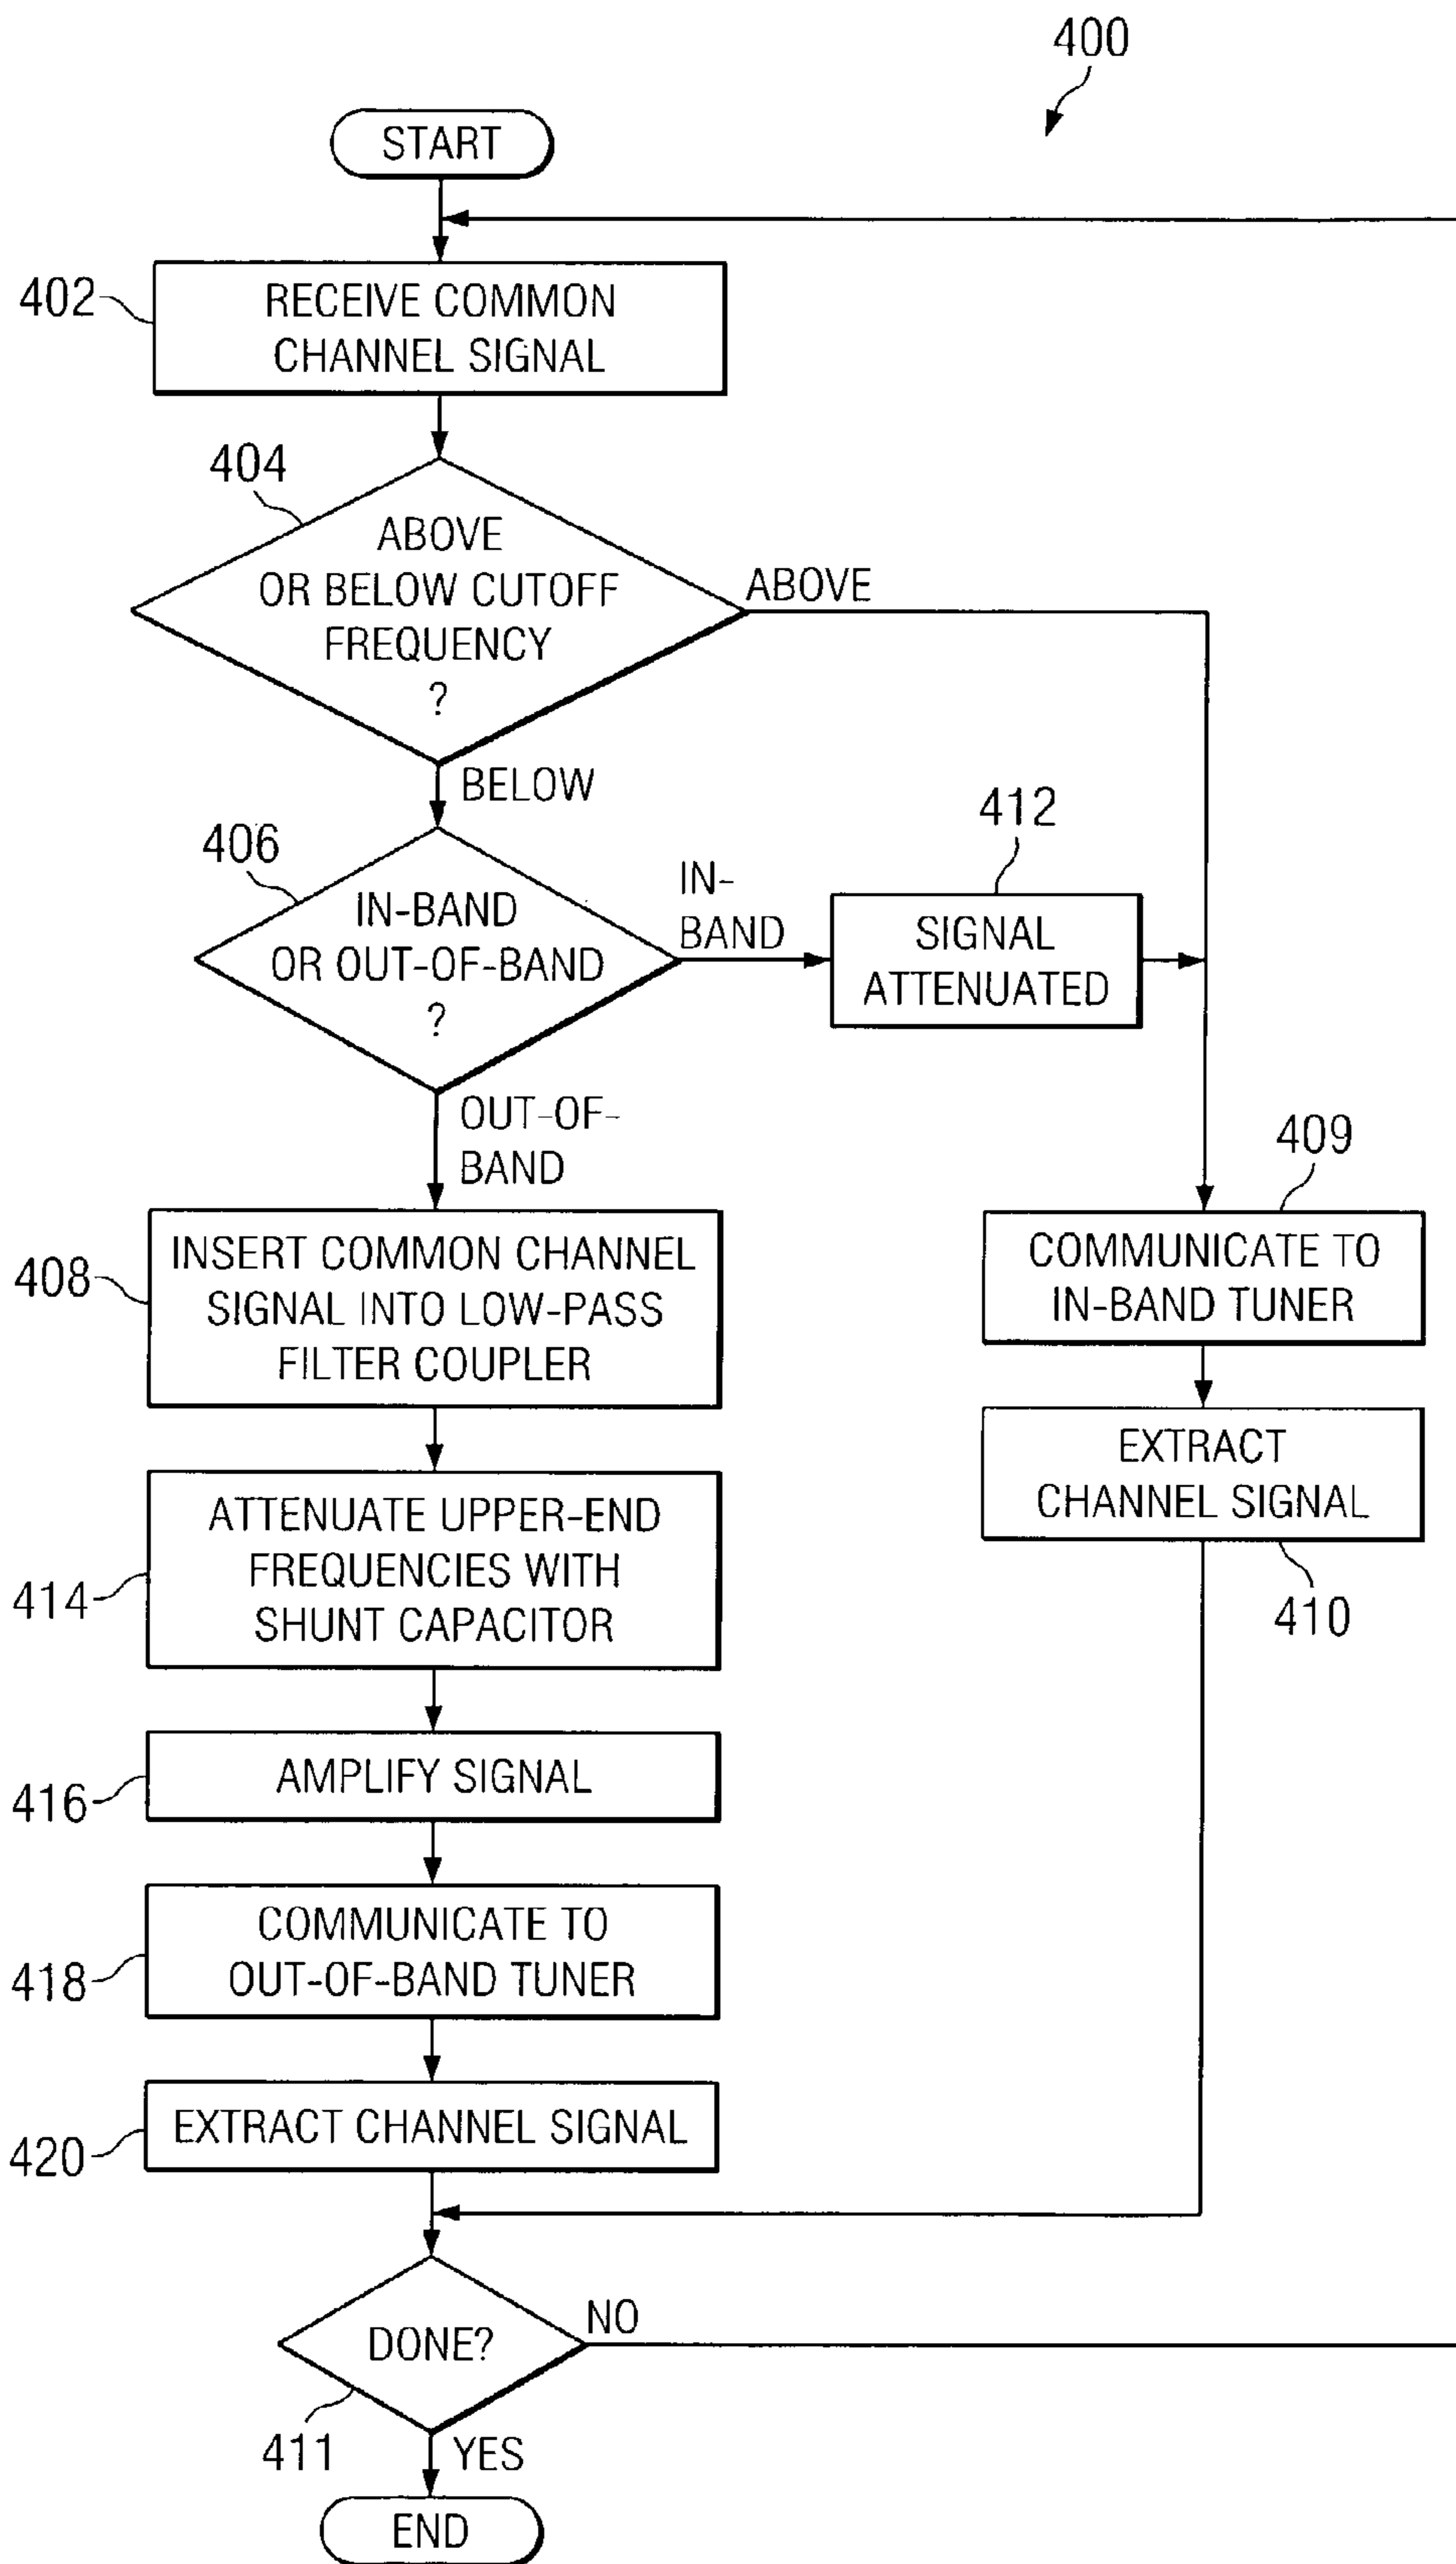 400
START
402
RECEIVE COMMON
CHANNEL SIGNAL
404
ABOVE
OR BELOW CUTOFF
FREQUENCY
?
ABOVE
BELOW
406
IN-BAND
OR OUT-OF-BAND
?
IN-
BAND
412
SIGNAL
ATTENUATED
OUT-OF-
BAND
408
INSERT COMMON CHANNEL
SIGNAL INTO LOW-PASS
FILTER COUPLER
409
COMMUNICATE TO
IN-BAND TUNER
EXTRACT
CHANNEL SIGNAL
410
414
ATTENUATE UPPER-END
FREQUENCIES WITH
SHUNT CAPACITOR
416
AMPLIFY SIGNAL
418
COMMUNICATE TO
OUT-OF-BAND TUNER
420
EXTRACT CHANNEL SIGNAL
DONE?
NO
411
YES
END